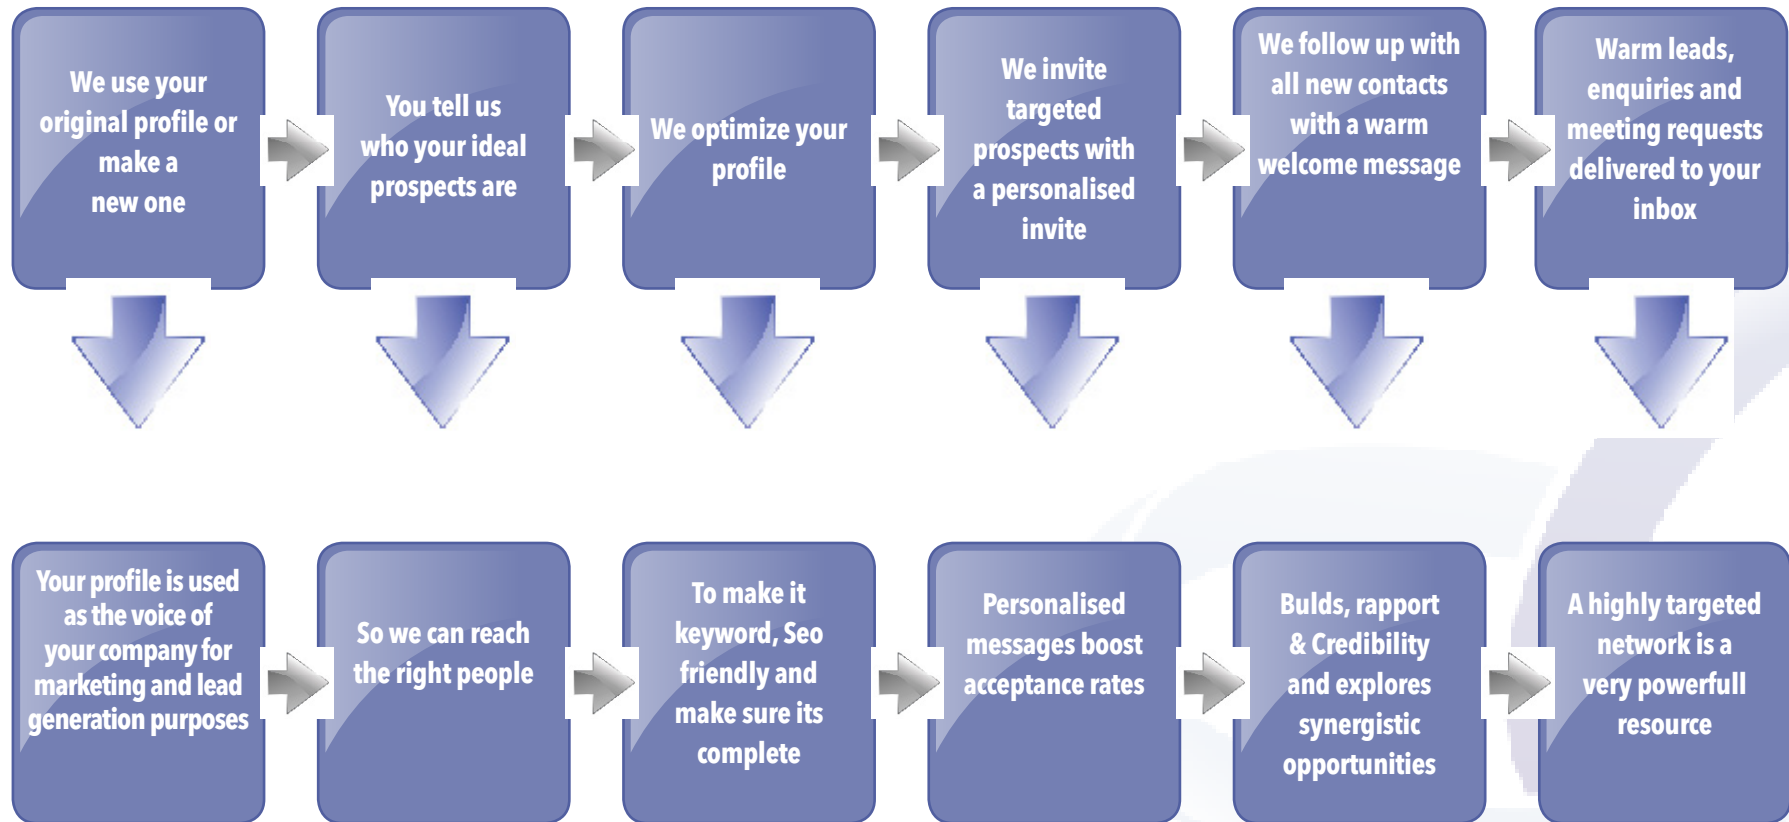 We use your
original profile or
make a
new one
You tell us
who your ideal
prospects are
We optimize your
profile
We invite
targeted
prospects with
a personalised
invite
We follow up with
all new contacts
with a warm
welcome message
Warm leads,
enquiries and
meeting requests
delivered to your
inbox
Your profile is used
as the voice of
your company for
marketing and lead
generation purposes
So we can reach
the right people
To make it
keyword, Seo
friendly and
make sure its
complete
Personalised
messages boost
acceptance rates
Bulds, rapport
& Credibility
and explores
synergistic
opportunities
A highly targeted
network is a
very powerfull
resource